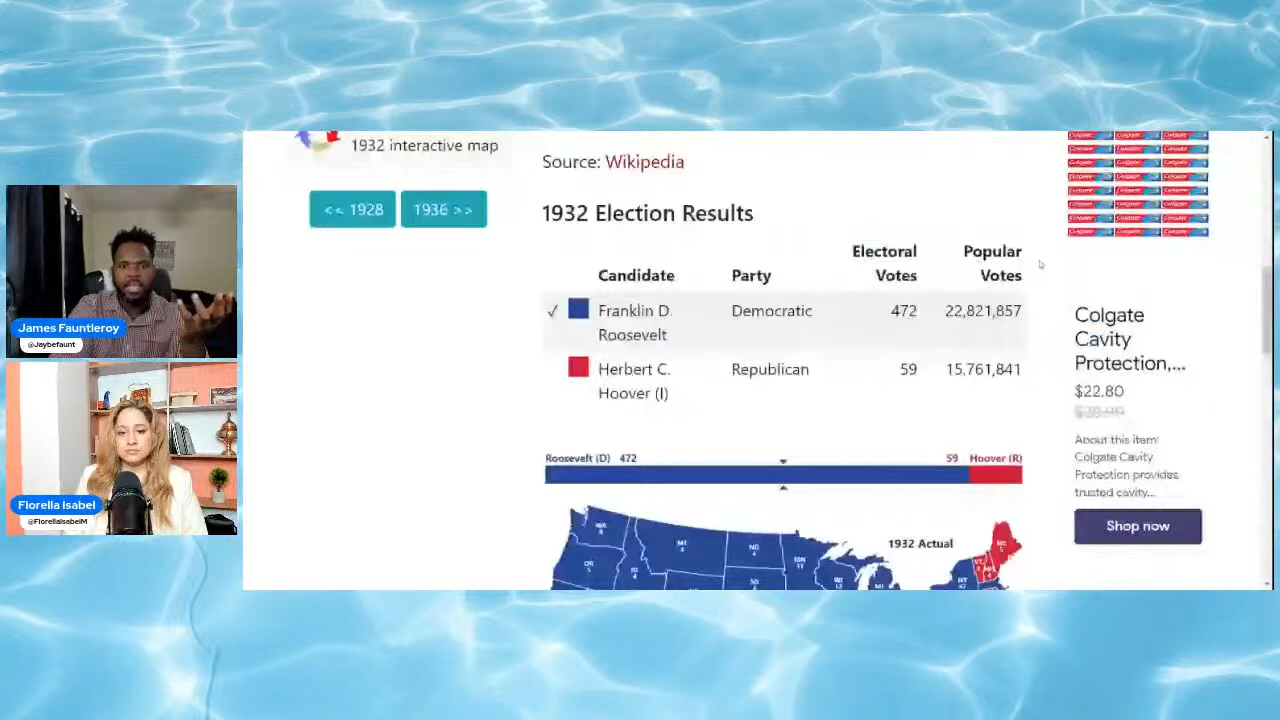 1932 interactive map
<< 1928
1936 >>
Source: Wikipedia
1932 Election Results
Candidate Party Electoral Votes Popular Votes
✓ Franklin D. Roosevelt Democratic 472 22,821,857
Herbert C. Hoover (I) Republican 59 15,761,841
Roosevelt (D) 472
59 Hoover (R)
1932 Actual
James Fauntleroy
@Jaybefaunt
Fiorella Isabel
@FiorellaIsabelM
Colgate
Cavity
Protection,...
$22.80
About this item
Colgate Cavity
Protection provides
trusted cavity...
Shop now